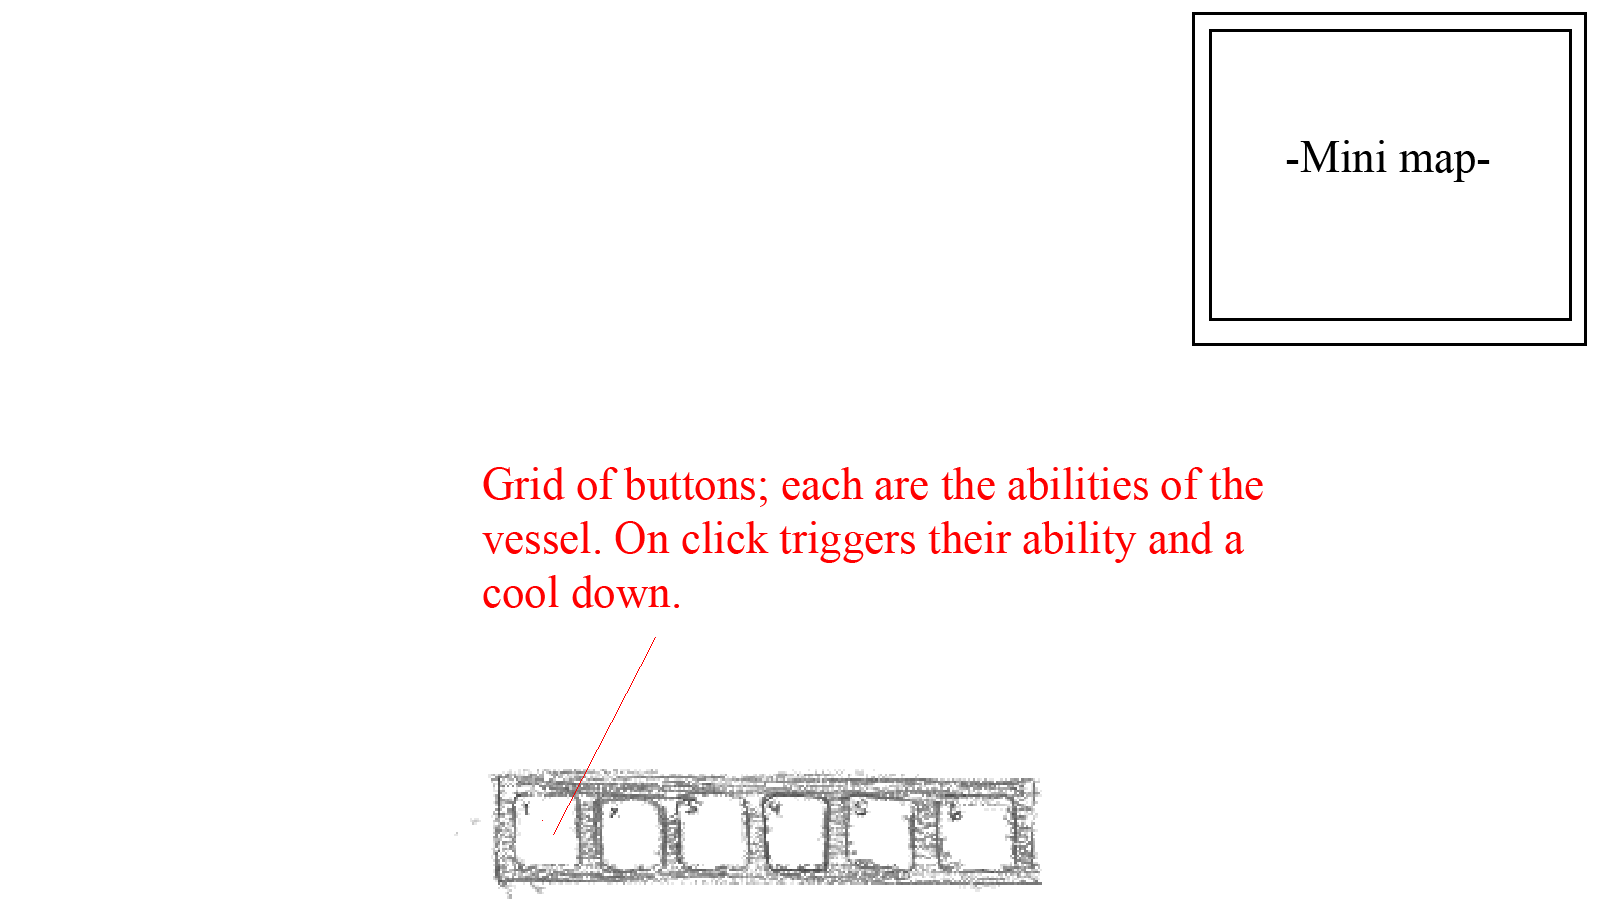 -Mini map-
Grid of buttons; each are the abilities of the
vessel. On click triggers their ability and a
cool down.
1 2 3 4 5 6